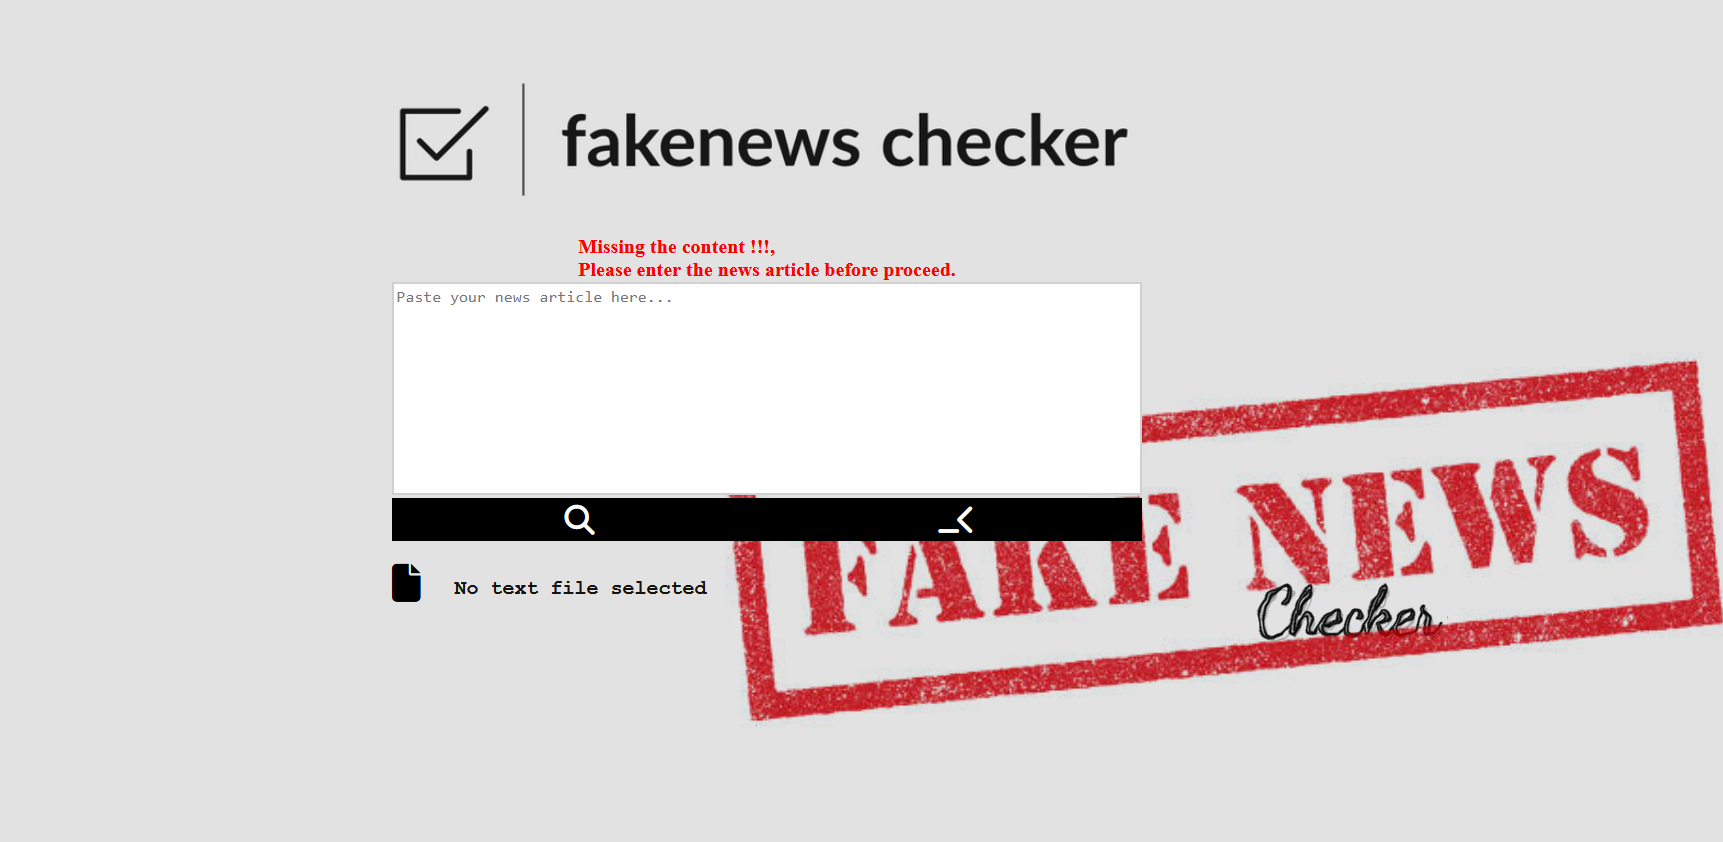 fakenews checker
Missing the content !!!,
Please enter the news article before proceed.
Paste your news article here...
No text file selected
FAKE NEWS
Checker